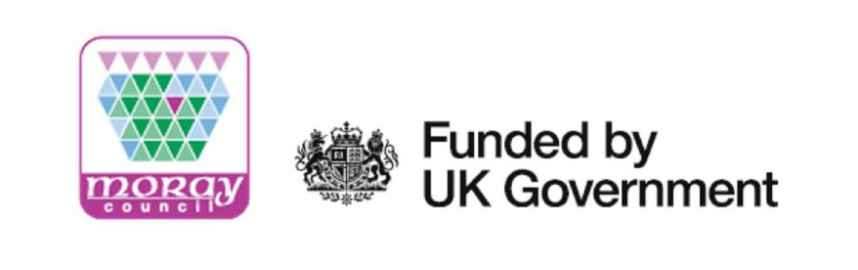 moray
council
Funded by
UK Government